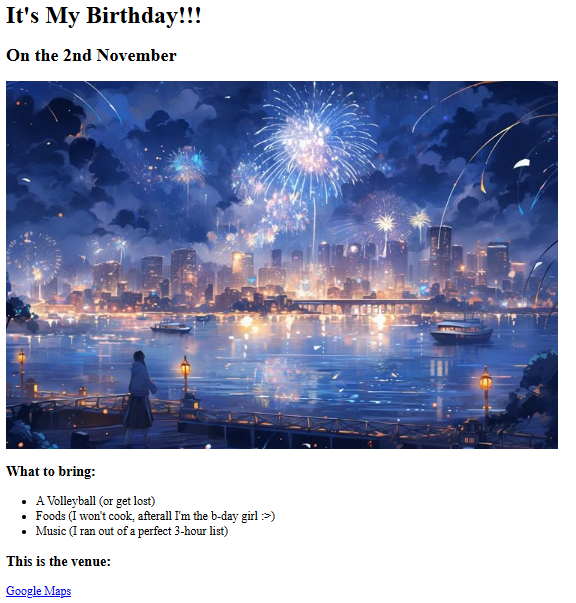 It's My Birthday!!!
On the 2nd November
What to bring:
A Volleyball (or get lost)
Foods (I won't cook, afterall I'm the b-day girl :>)
Music (I ran out of a perfect 3-hour list)
This is the venue:
Google Maps